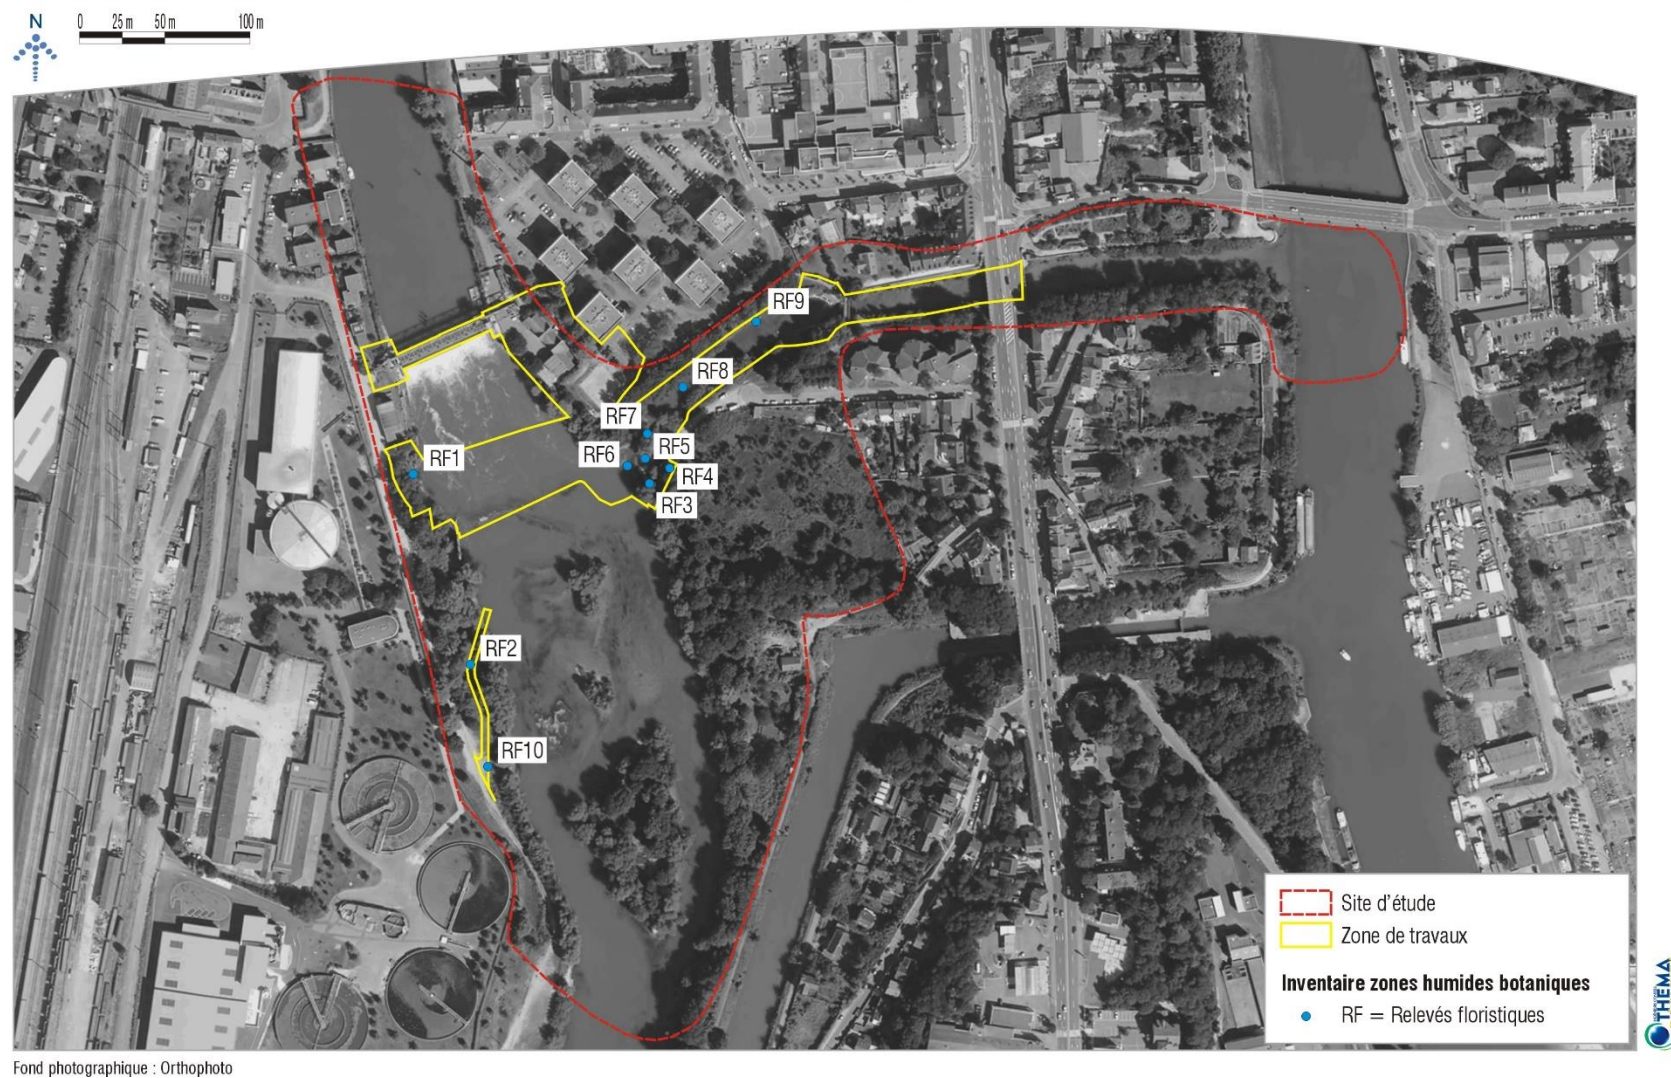 N
0 25 m 50 m 100 m
RF9
RF8
RF7
RF5
RF6
RF1
RF4
RF3
RF2
RF10
Site d'étude
Zone de travaux
Inventaire zones humides botaniques
RF = Relevés floristiques
THEMA
Fond photographique : Orthophoto